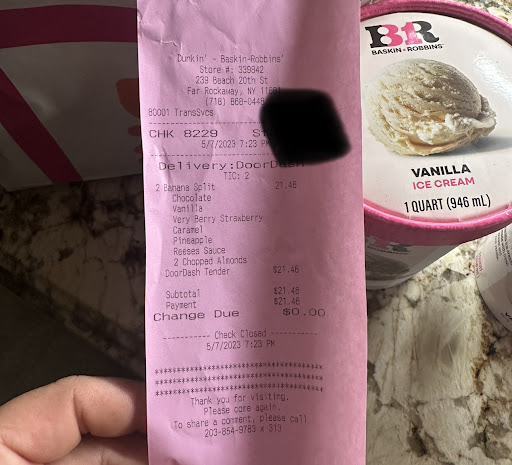 Dunkin' - Baskin-Robbins'
Store #: 339842
239 Beach 20th St
Far Rockaway, NY 11691
(718) 868-0448
80001 TransSvcs
CHK 8229
5/7/2023 7:23 PM
Delivery:DoorDash
TIC: 2
2 Banana Split 21.46
Chocolate
Vanilla
Very Berry Strawberry
Caramel
Pineapple
Reeses Sauce
2 Chopped Almonds
DoorDash Tender $21.46
Subtotal $21.46
Payment $21.46
Change Due $0.00
----------- Check Closed -----------
5/7/2023 7:23 PM
Thank you for visiting.
Please come again.
To share a comment, please call
203-854-9783 x 313
BR
BASKIN-ROBBINS
VANILLA
ICE CREAM
1 QUART (946 mL)